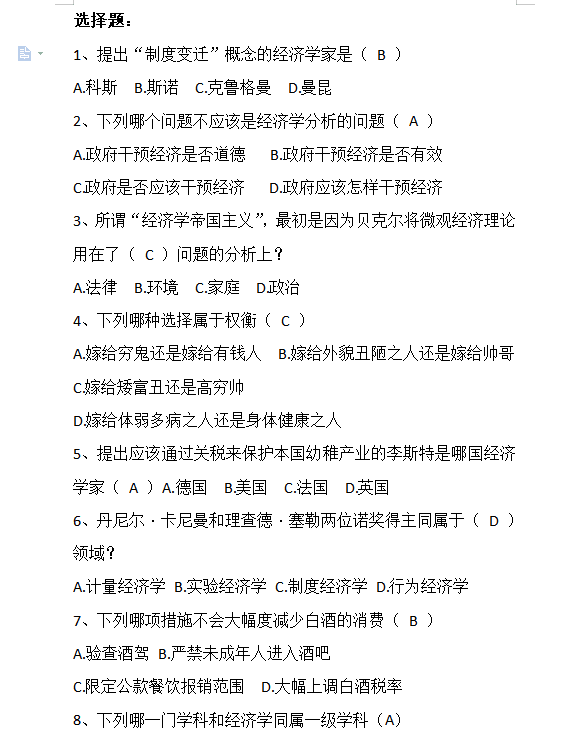 选择题：
1、提出“制度变迁”概念的经济学家是（ B ）
A.科斯 B.斯诺 C.克鲁格曼 D.曼昆
2、下列哪个问题不应该是经济学分析的问题（ A ）
A.政府干预经济是否道德 B.政府干预经济是否有效
C.政府是否应该干预经济 D.政府应该怎样干预经济
3、所谓“经济学帝国主义”，最初是因为贝克尔将微观经济理论
用在了（ C ）问题的分析上？
A.法律 B.环境 C.家庭 D.政治
4、下列哪种选择属于权衡（ C ）
A.嫁给穷鬼还是嫁给有钱人 B.嫁给外貌丑陋之人还是嫁给帅哥
C.嫁给矮富丑还是高穷帅
D.嫁给体弱多病之人还是身体健康之人
5、提出应该通过关税来保护本国幼稚产业的李斯特是哪国经济
学家（ A ）A.德国 B.美国 C.法国 D.英国
6、丹尼尔·卡尼曼和理查德·塞勒两位诺奖得主同属于（ D ）
领域？
A.计量经济学 B.实验经济学 C.制度经济学 D.行为经济学
7、下列哪项措施不会大幅度减少白酒的消费（ B ）
A.验查酒驾 B.严禁未成年人进入酒吧
C.限定公款餐饮报销范围 D.大幅上调白酒税率
8、下列哪一门学科和经济学同属一级学科（A）